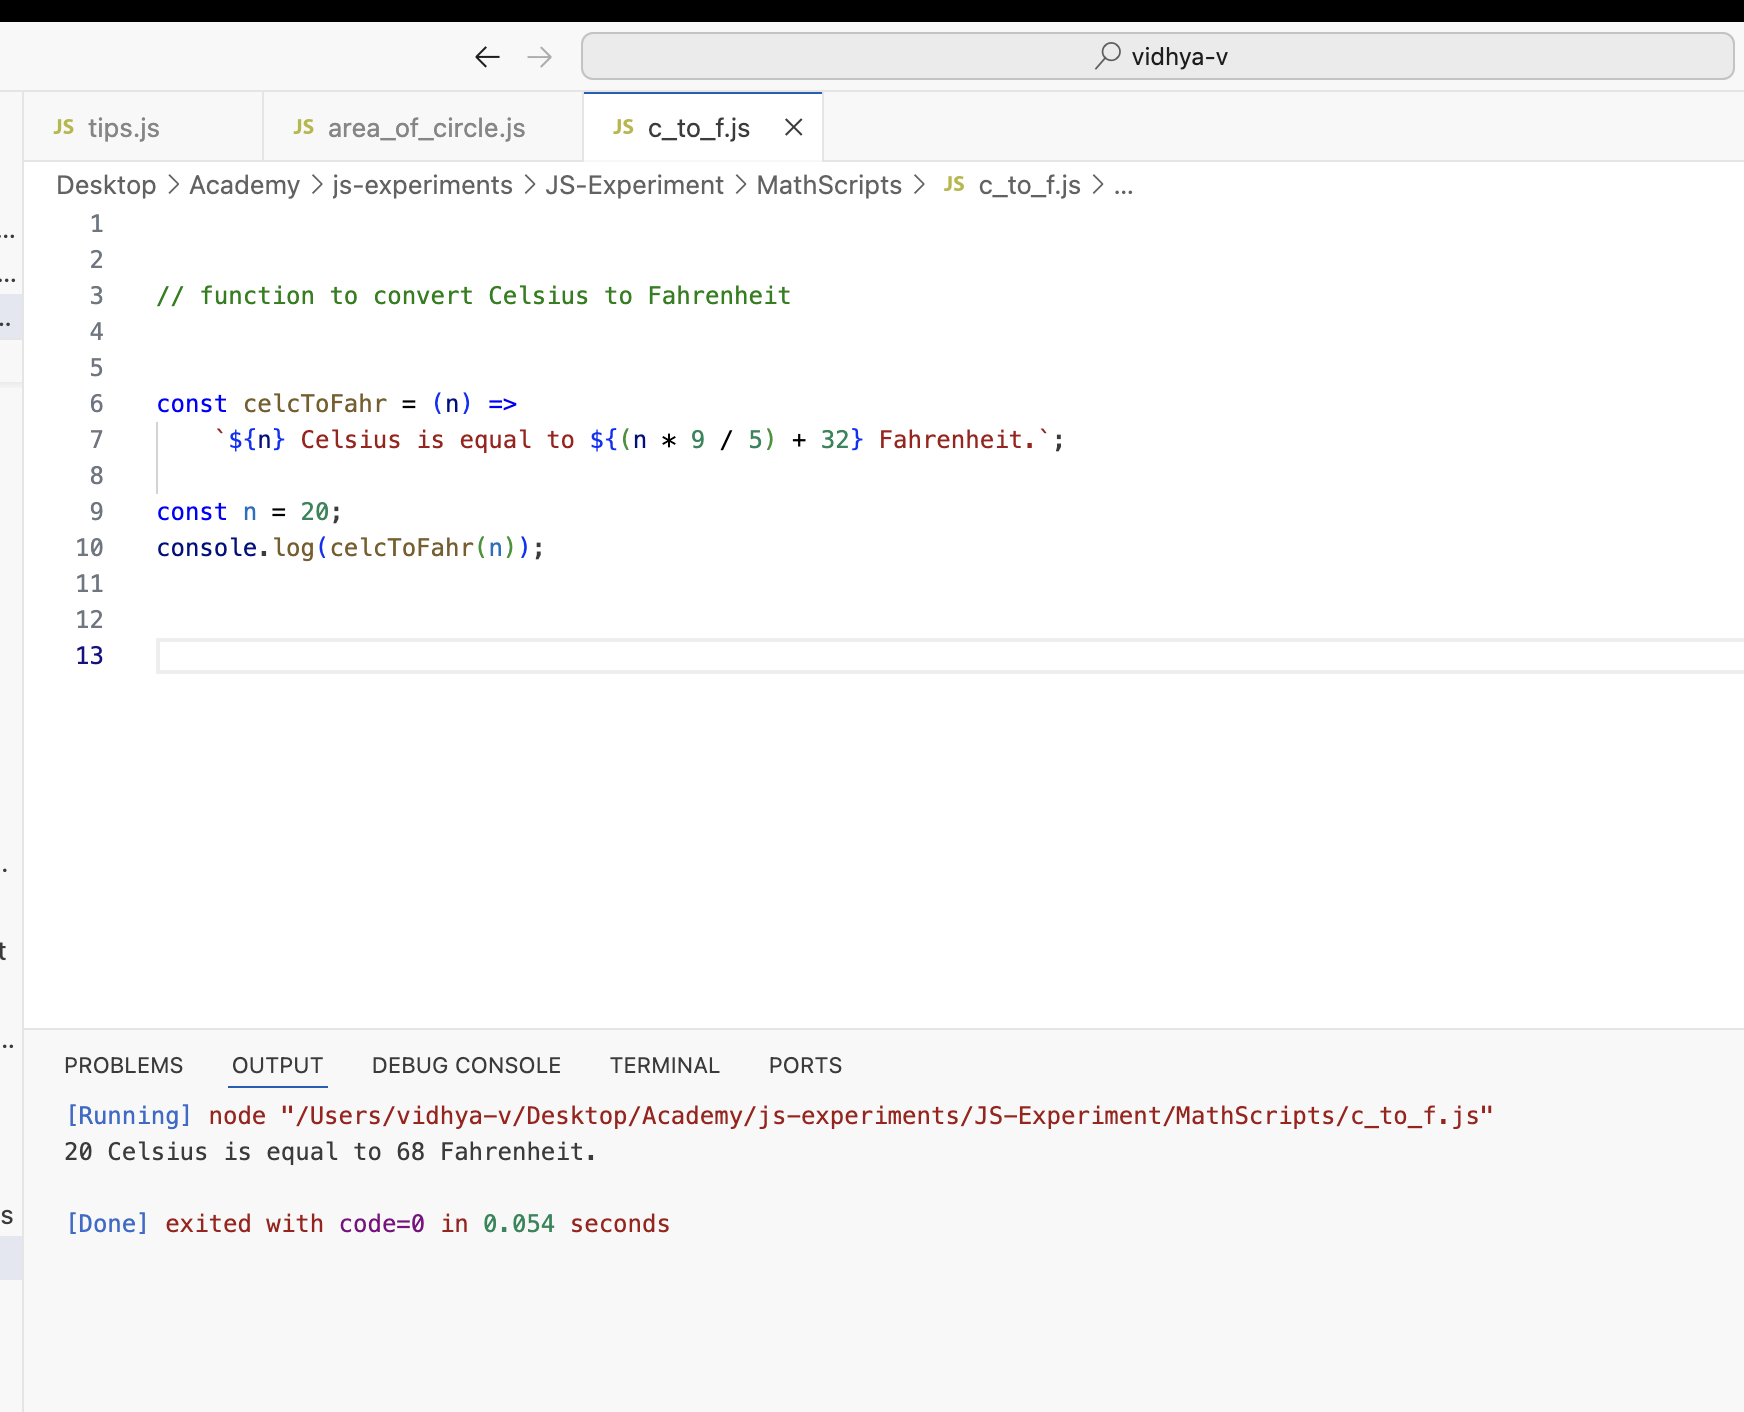 vidhya-v
JS tips.js
JS area_of_circle.js
JS c_to_f.js
Desktop > Academy > js-experiments > JS-Experiment > MathScripts > JS c_to_f.js > ...
1
2
3 // function to convert Celsius to Fahrenheit
4
5
6 const celcToFahr = (n) =>
7     `${n} Celsius is equal to ${(n * 9 / 5) + 32} Fahrenheit.`;
8
9 const n = 20;
10 console.log(celcToFahr(n));
11
12
13
PROBLEMS OUTPUT DEBUG CONSOLE TERMINAL PORTS
[Running] node "/Users/vidhya-v/Desktop/Academy/js-experiments/JS-Experiment/MathScripts/c_to_f.js"
20 Celsius is equal to 68 Fahrenheit.
[Done] exited with code=0 in 0.054 seconds